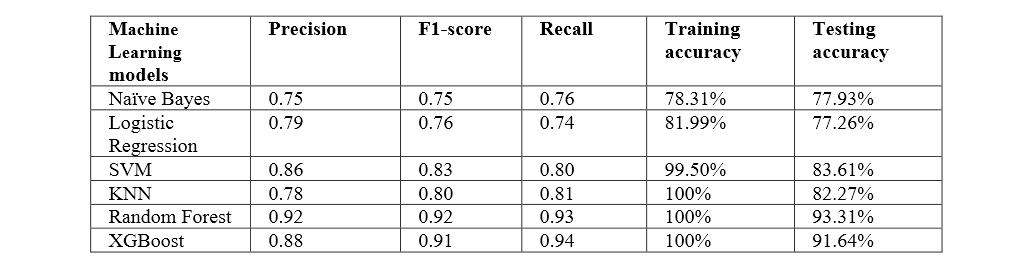 Machine Learning models Precision F1-score Recall Training accuracy Testing accuracy
Naïve Bayes 0.75 0.75 0.76 78.31% 77.93%
Logistic Regression 0.79 0.76 0.74 81.99% 77.26%
SVM 0.86 0.83 0.80 99.50% 83.61%
KNN 0.78 0.80 0.81 100% 82.27%
Random Forest 0.92 0.92 0.93 100% 93.31%
XGBoost 0.88 0.91 0.94 100% 91.64%